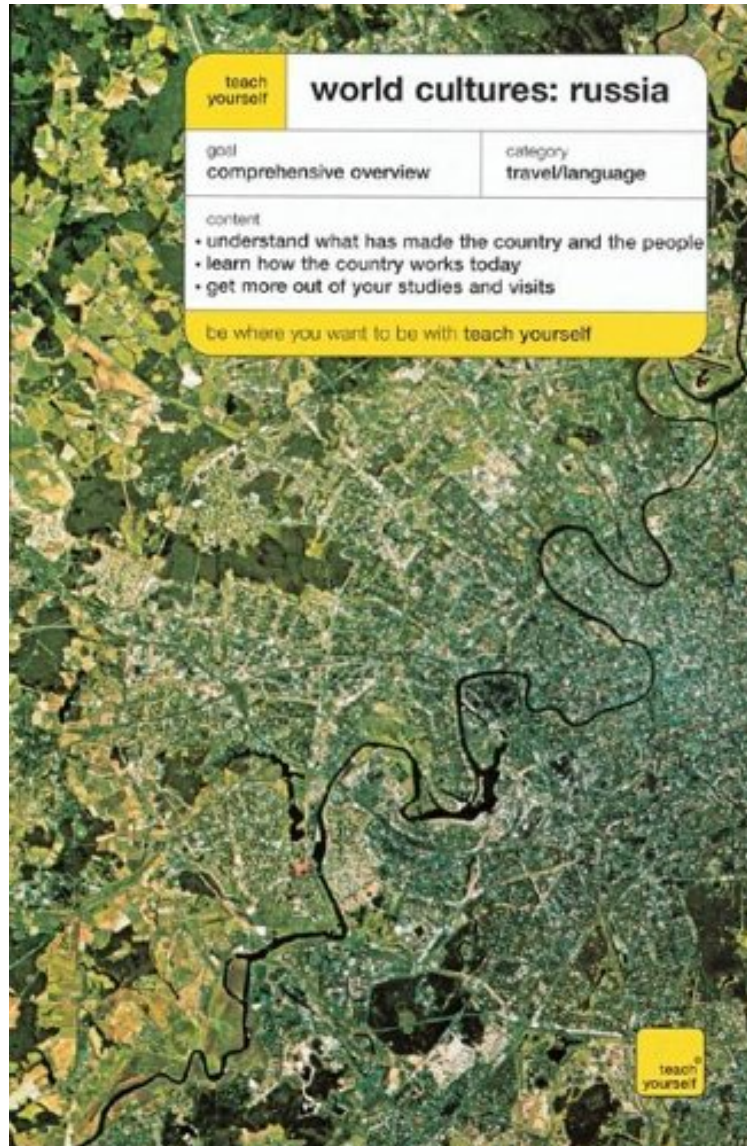 teach
yourself
world cultures: russia
goal
comprehensive overview
category
travel/language
content
• understand what has made the country and the people
• learn how the country works today
• get more out of your studies and visits
be where you want to be with teach yourself
teach®
yourself